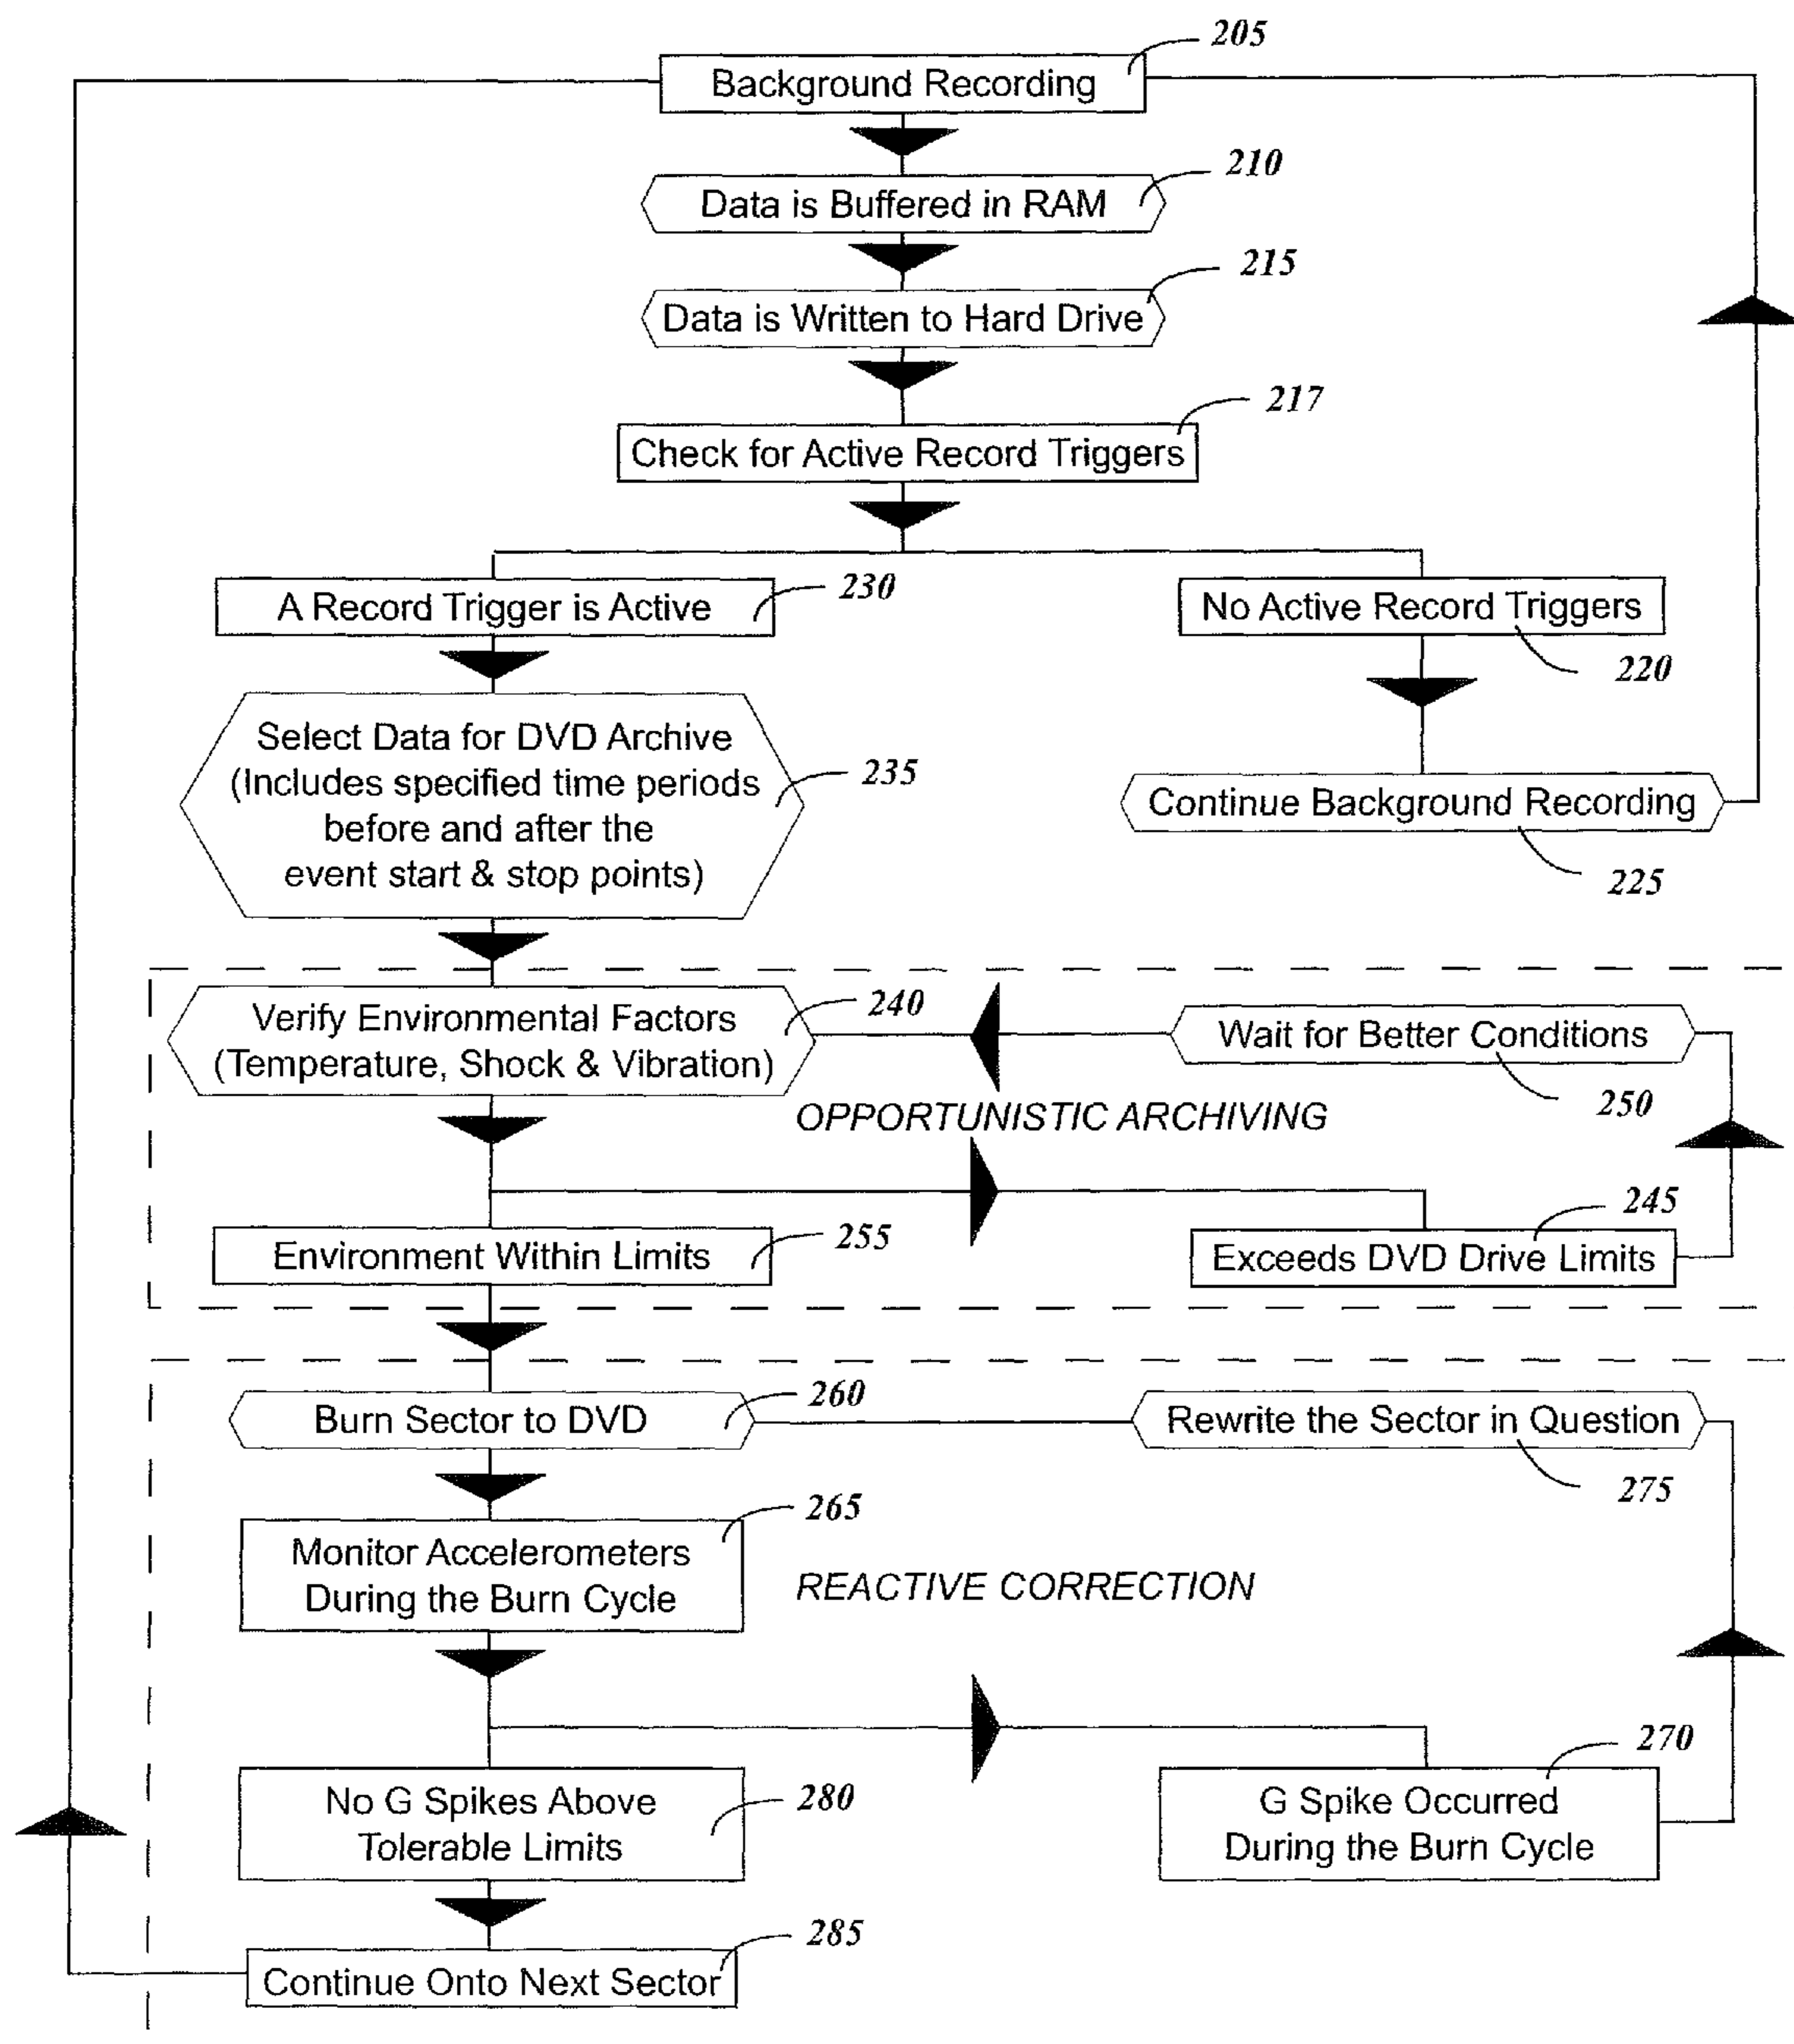 205
Background Recording
210
Data is Buffered in RAM
215
Data is Written to Hard Drive
217
Check for Active Record Triggers
230
A Record Trigger is Active
No Active Record Triggers
220
Select Data for DVD Archive
(Includes specified time periods
before and after the
event start & stop points)
235
Continue Background Recording
225
240
Verify Environmental Factors
(Temperature, Shock & Vibration)
Wait for Better Conditions
250
OPPORTUNISTIC ARCHIVING
255
Environment Within Limits
245
Exceeds DVD Drive Limits
260
Burn Sector to DVD
Rewrite the Sector in Question
275
265
Monitor Accelerometers
During the Burn Cycle
REACTIVE CORRECTION
280
No G Spikes Above
Tolerable Limits
270
G Spike Occurred
During the Burn Cycle
285
Continue Onto Next Sector